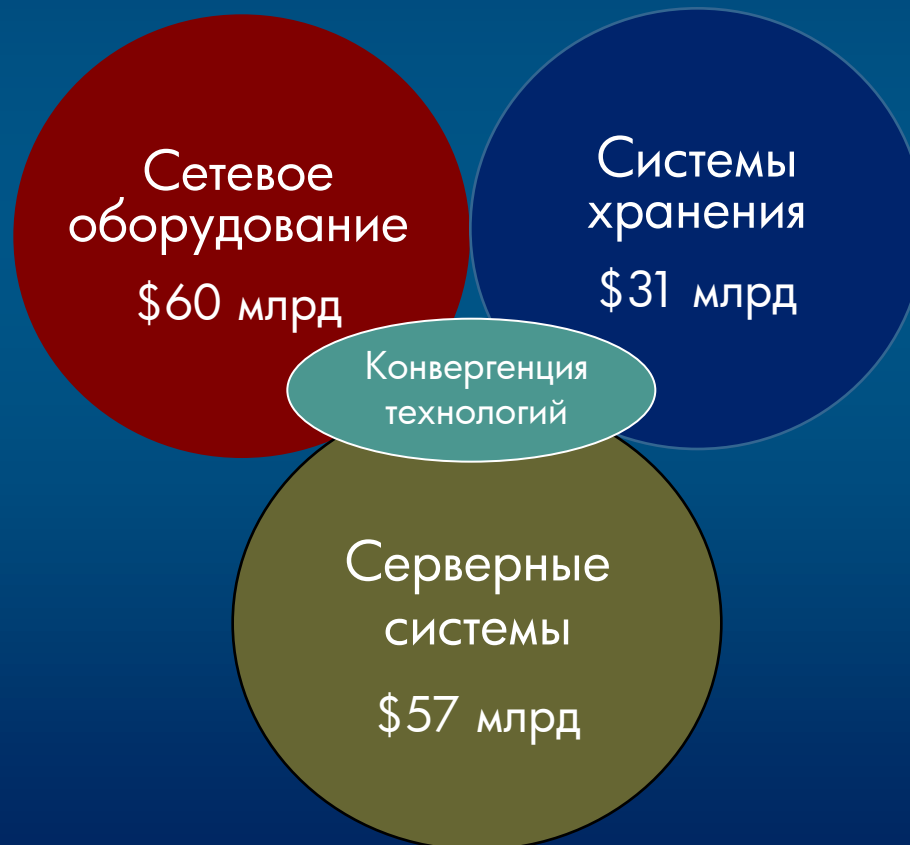 Сетевое
оборудование
$60 млрд
Системы
хранения
$31 млрд
Конвергенция
технологий
Серверные
системы
$57 млрд